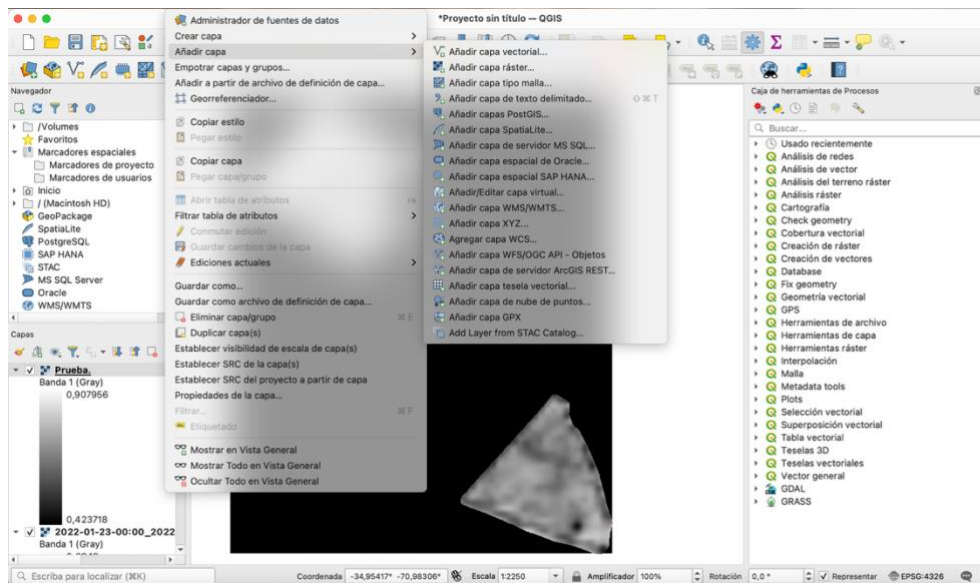 *Proyecto sin título — QGIS
Administrador de fuentes de datos
Crear capa
Añadir capa
Empotrar capas y grupos...
Añadir a partir de archivo de definición de capa...
Georreferenciador...
Copiar estilo
Pegar estilo
Copiar capa
Pegar capa/grupo
Abrir tabla de atributos F6
Filtrar tabla de atributos
Conmutar edición
Guardar cambios de la capa
Ediciones actuales
Guardar como...
Guardar como archivo de definición de capa...
Eliminar capa/grupo ⌘E
Duplicar capa(s)
Establecer visibilidad de escala de capa(s)
Establecer SRC de la capa(s)
Establecer SRC del proyecto a partir de capa
Propiedades de la capa...
Filtrar... ⌘F
Etiquetado
Mostrar en Vista General
Mostrar Todo en Vista General
Ocultar Todo en Vista General
Añadir capa vectorial...
Añadir capa ráster...
Añadir capa tipo malla...
Añadir capa de texto delimitado... ⇧⌘T
Añadir capas PostGIS...
Añadir capa SpatiaLite...
Añadir capa de servidor MS SQL...
Añadir capa espacial de Oracle...
Añadir capa espacial SAP HANA...
Añadir/Editar capa virtual...
Añadir capa WMS/WMTS...
Añadir capa XYZ...
Agregar capa WCS...
Añadir capa WFS/OGC API - Objetos
Añadir capa de servidor ArcGIS REST...
Añadir capa tesela vectorial...
Añadir capa de nube de puntos...
Añadir capa GPX
Add Layer from STAC Catalog...
Navegador
/Volumes
Favoritos
Marcadores espaciales
Marcadores de proyecto
Marcadores de usuarios
Inicio
/ (Macintosh HD)
GeoPackage
SpatiaLite
PostgreSQL
SAP HANA
STAC
MS SQL Server
Oracle
WMS/WMTS
Capas
Prueba.
Banda 1 (Gray)
0,907956
0,423718
2022-01-23-00:00_2022
Banda 1 (Gray)
Caja de herramientas de Procesos
Buscar...
Usado recientemente
Análisis de redes
Análisis de vector
Análisis del terreno ráster
Análisis ráster
Cartografía
Check geometry
Cobertura vectorial
Creación de ráster
Creación de vectores
Database
Fix geometry
Geometría vectorial
GPS
Herramientas de archivo
Herramientas de capa
Herramientas ráster
Interpolación
Malla
Metadata tools
Plots
Selección vectorial
Superposición vectorial
Tabla vectorial
Teselas 3D
Teselas vectoriales
Vector general
GDAL
GRASS
Escriba para localizar (⌘K) Coordenada -34,95417° -70,98306° Escala 1:2250 Amplificador 100% Rotación 0,0 ° Representar EPSG:4326